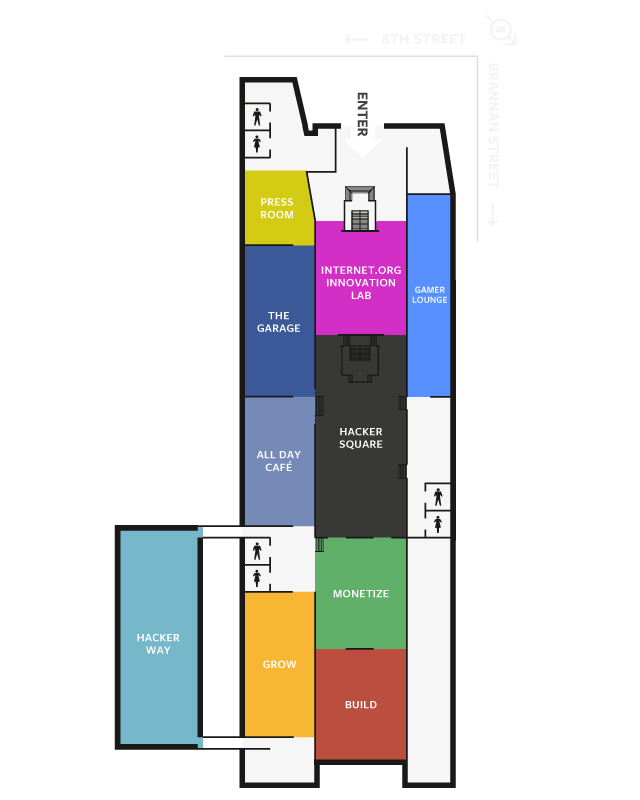 8TH STREET
BRANNAN STREET
ENTER
PRESS
ROOM
INTERNET.ORG
INNOVATION
LAB
GAMER
LOUNGE
THE
GARAGE
HACKER
SQUARE
ALL DAY
CAFÉ
MONETIZE
HACKER
WAY
GROW
BUILD